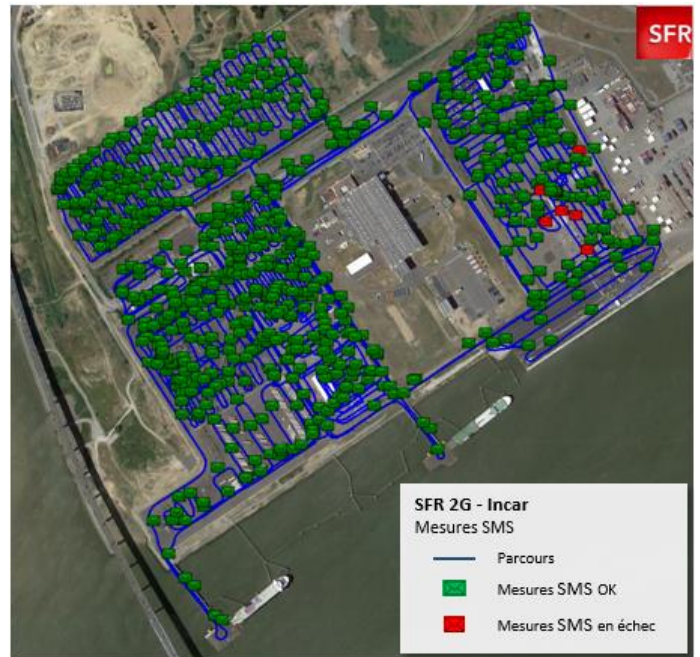 SFR
SFR 2G - Incar
Mesures SMS
Parcours
Mesures SMS OK
Mesures SMS en échec